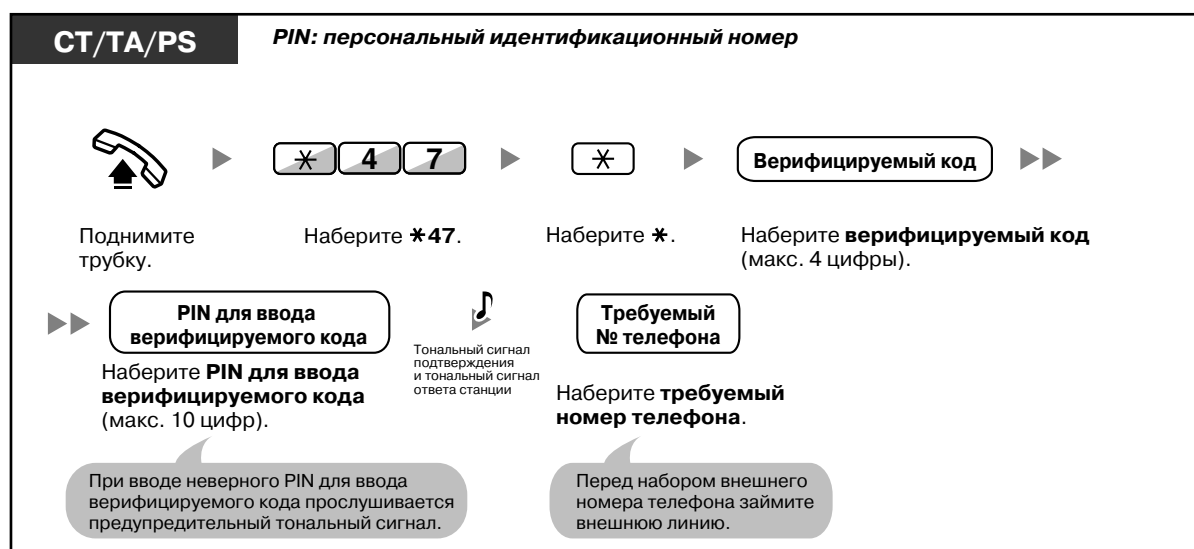 CT/TA/PS
PIN: персональный идентификационный номер
✳ 4 7
✳
Верифицируемый код
Поднимите
трубку.
Наберите ✳47.
Наберите ✳.
Наберите верифицируемый код
(макс. 4 цифры).
PIN для ввода
верифицируемого кода
Наберите PIN для ввода
верифицируемого кода
(макс. 10 цифр).
Тональный сигнал
подтверждения
и тональный сигнал
ответа станции
Требуемый
№ телефона
Наберите требуемый
номер телефона.
При вводе неверного PIN для ввода
верифицируемого кода прослушивается
предупредительный тональный сигнал.
Перед набором внешнего
номера телефона займите
внешнюю линию.